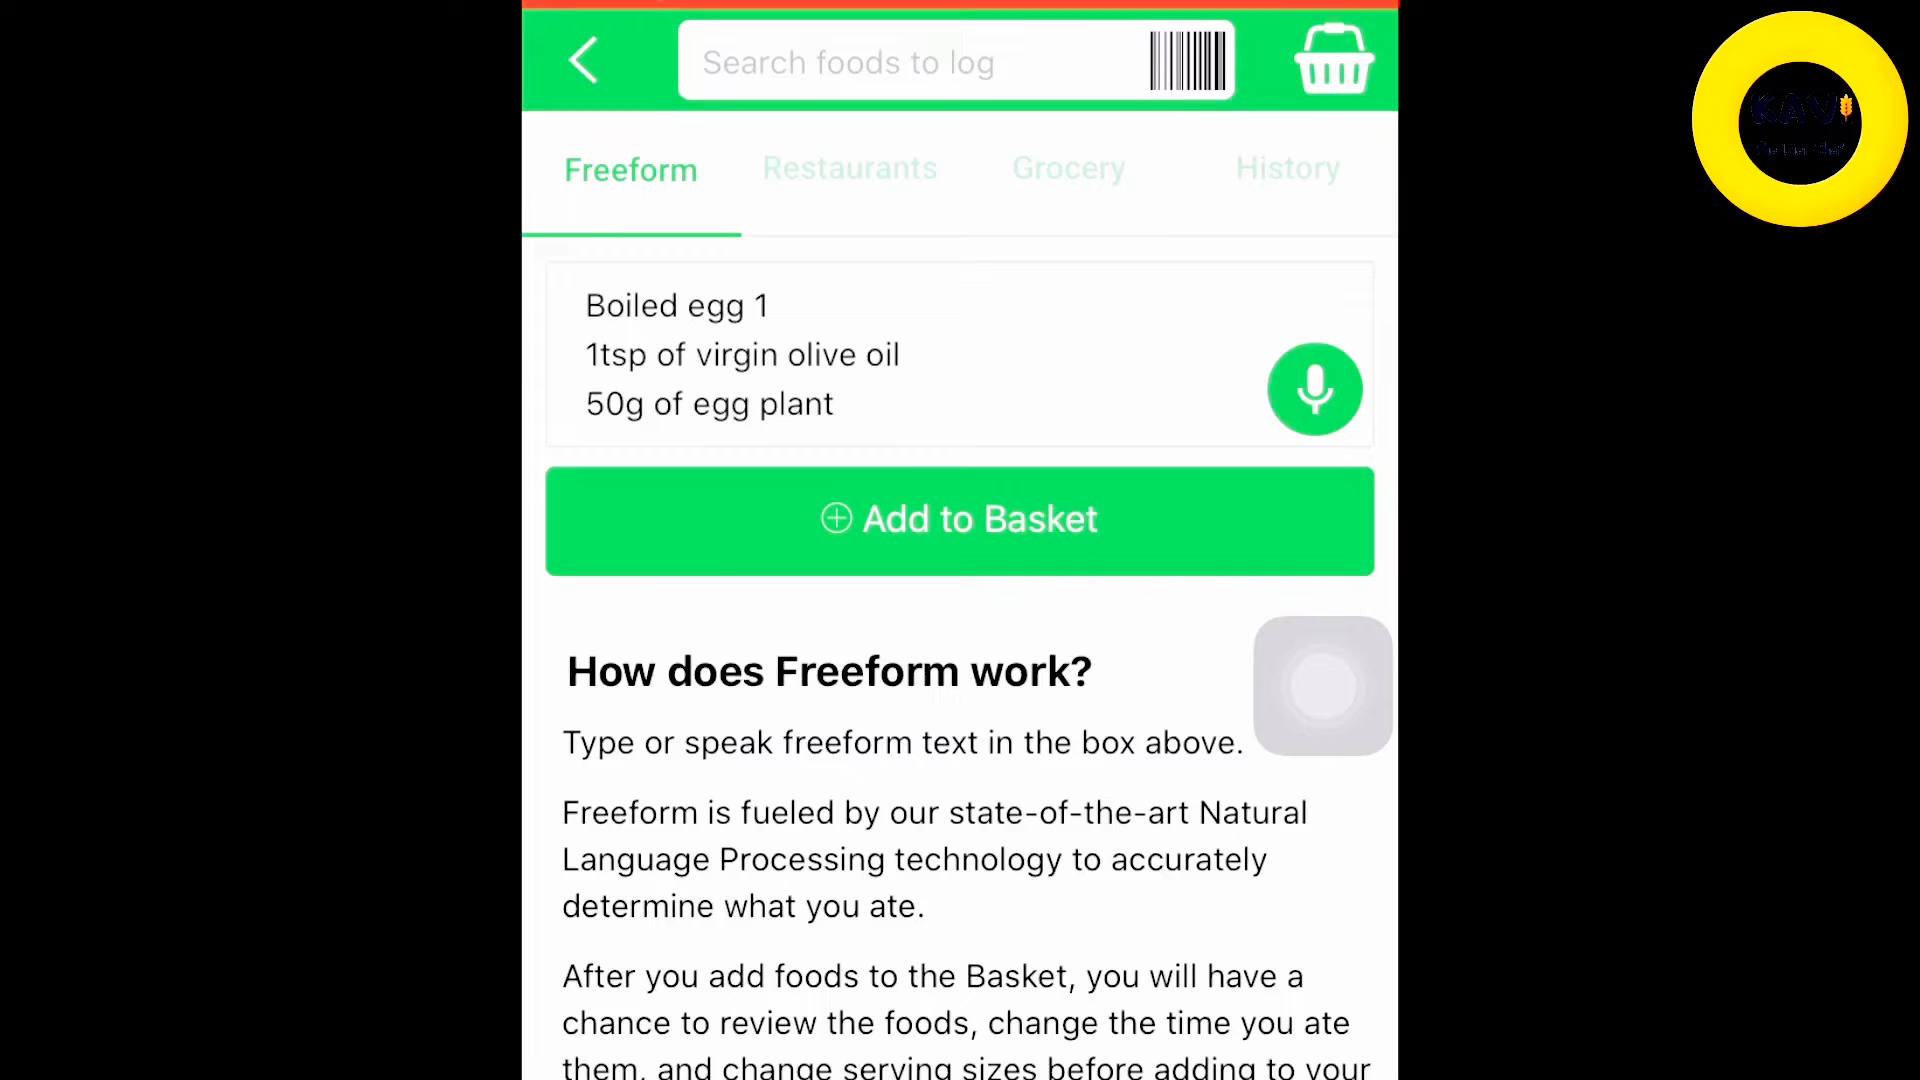 Search foods to log
Freeform Restaurants Grocery History
Boiled egg 1
1tsp of virgin olive oil
50g of egg plant
Add to Basket
How does Freeform work?
Type or speak freeform text in the box above.
Freeform is fueled by our state-of-the-art Natural
Language Processing technology to accurately
determine what you ate.
After you add foods to the Basket, you will have a
chance to review the foods, change the time you ate
them, and change serving sizes before adding to your
KAVI